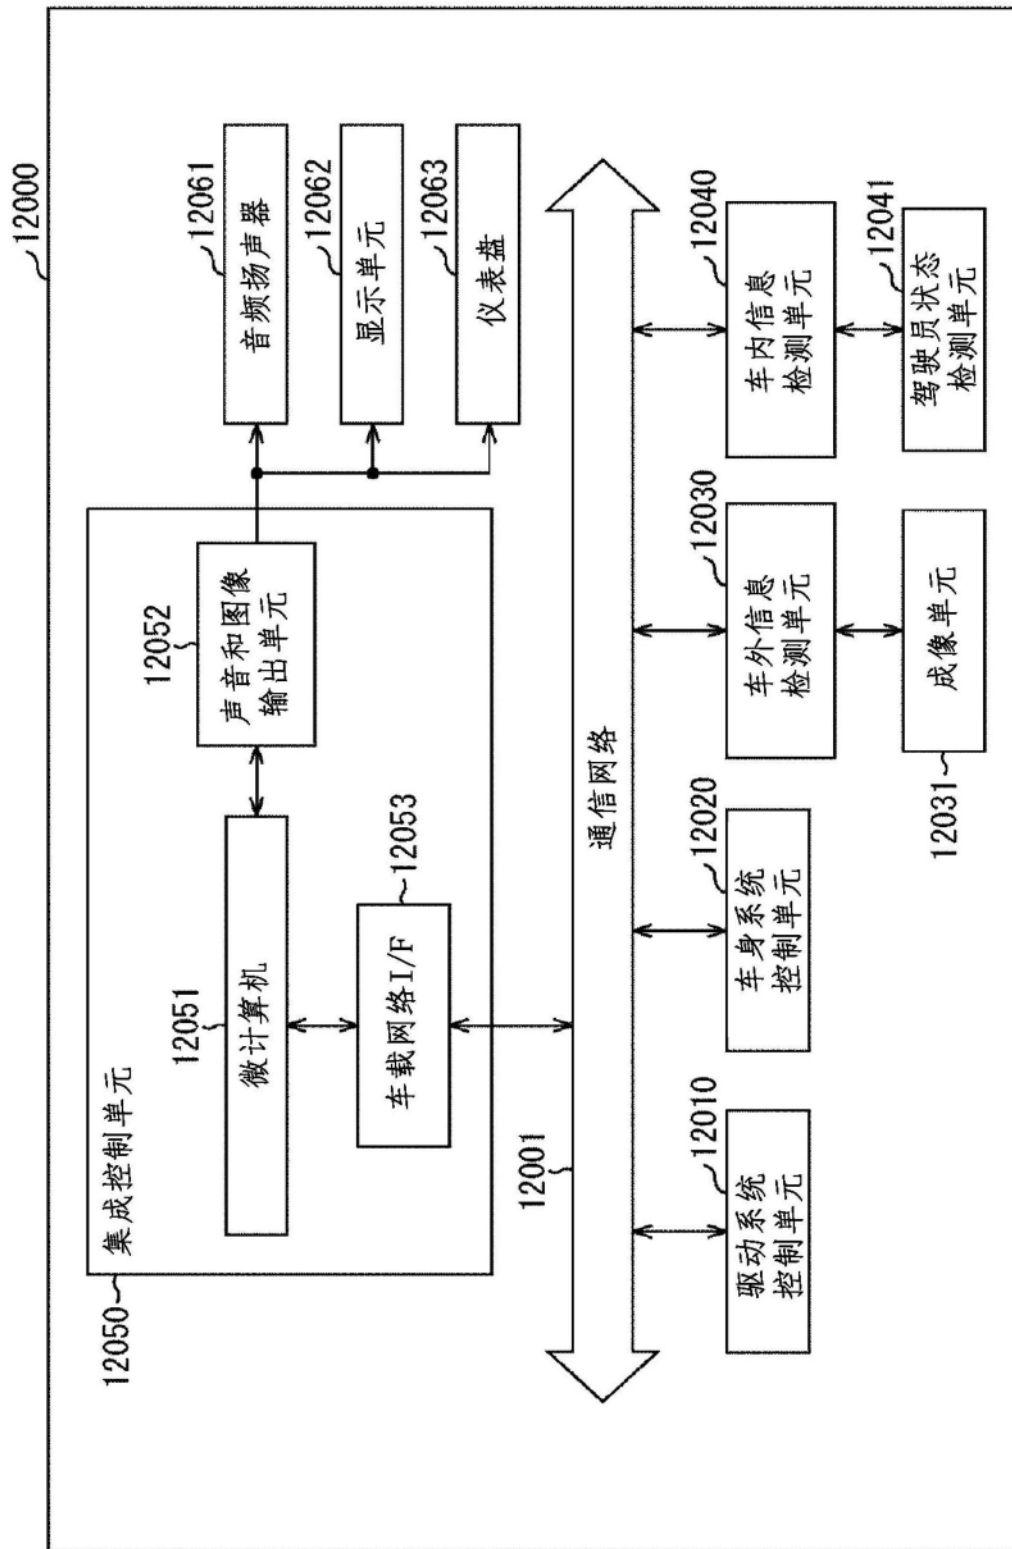 12000
12050
集成控制单元
12051
微计算机
12052
声音和图像
输出单元
12053
车载网络I/F
12061
音频扬声器
12062
显示单元
12063
仪表盘
12001
通信网络
12010
驱动系统
控制单元
12020
车身系统
控制单元
12030
车外信息
检测单元
12031
成像单元
12040
车内信息
检测单元
12041
驾驶员状态
检测单元